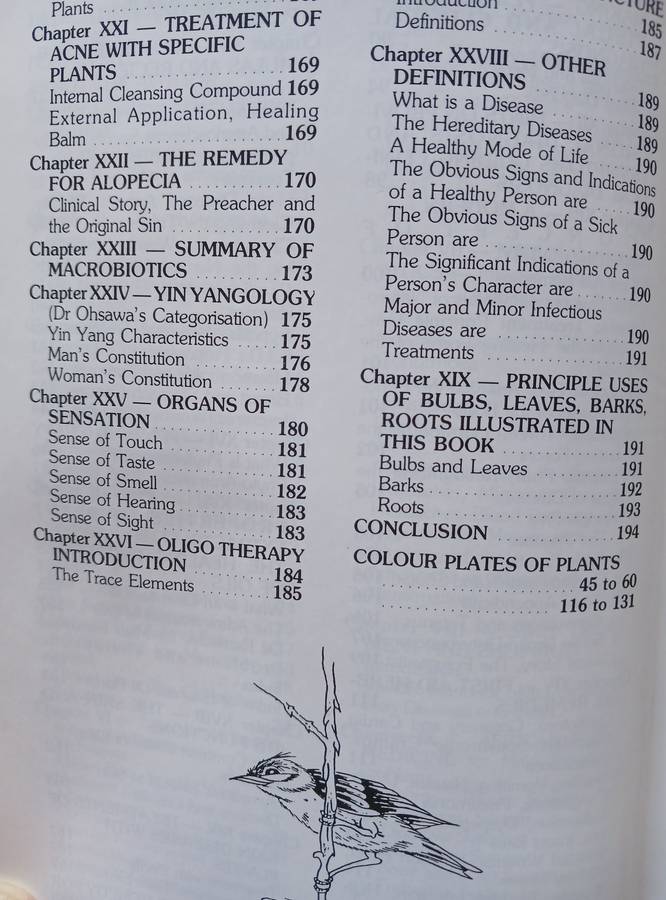 Plants ..................
Chapter XXI — TREATMENT OF
ACNE WITH SPECIFIC
PLANTS .................. 169
Internal Cleansing Compound 169
External Application, Healing
Balm .................. 169
Chapter XXII — THE REMEDY
FOR ALOPECIA .......... 170
Clinical Story, The Preacher and
the Original Sin ............ 170
Chapter XXIII — SUMMARY OF
MACROBIOTICS .......... 173
Chapter XXIV — YIN YANGOLOGY
(Dr Ohsawa's Categorisation) 175
Yin Yang Characteristics ...... 175
Man's Constitution .......... 176
Woman's Constitution ....... 178
Chapter XXV — ORGANS OF
SENSATION ............. 180
Sense of Touch ............ 181
Sense of Taste ............ 181
Sense of Smell ............ 182
Sense of Hearing .......... 183
Sense of Sight ............ 183
Chapter XXVI — OLIGO THERAPY
INTRODUCTION ......... 184
The Trace Elements ........ 185
Introduction .......... 185
Definitions ............ 187
Chapter XXVIII — OTHER
DEFINITIONS ............ 189
What is a Disease .......... 189
The Hereditary Diseases ..... 189
A Healthy Mode of Life ...... 190
The Obvious Signs and Indications
of a Healthy Person are ..... 190
The Obvious Signs of a Sick
Person are ............... 190
The Significant Indications of a
Person's Character are ....... 190
Major and Minor Infectious
Diseases are ............. 190
Treatments ............. 191
Chapter XIX — PRINCIPLE USES
OF BULBS, LEAVES, BARKS,
ROOTS ILLUSTRATED IN
THIS BOOK ............. 191
Bulbs and Leaves .......... 191
Barks ................... 192
Roots ................... 193
CONCLUSION ............. 194
COLOUR PLATES OF PLANTS
........................ 45 to 60
........................ 116 to 131